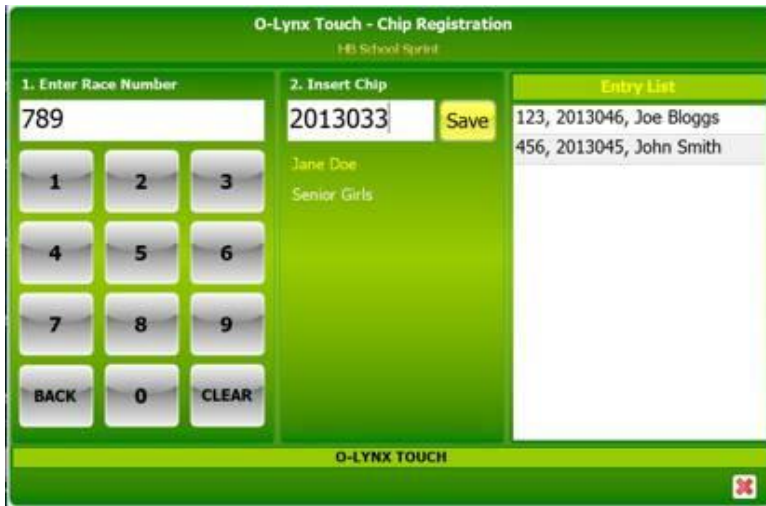 O-Lynx Touch - Chip Registration
HB School Sprint
1. Enter Race Number
789
1 2 3
4 5 6
7 8 9
BACK 0 CLEAR
2. Insert Chip
2013033 Save
Jane Doe
Senior Girls
Entry List
123, 2013046, Joe Bloggs
456, 2013045, John Smith
O-LYNX TOUCH